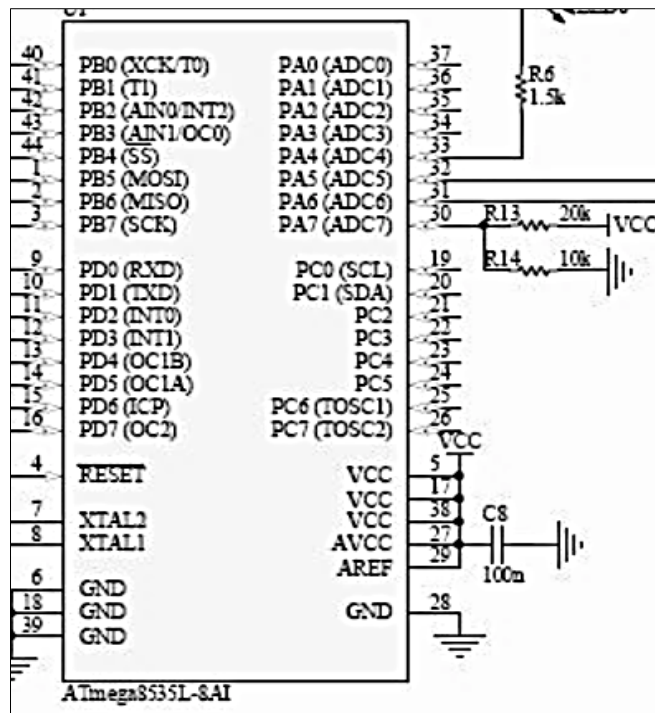 40 PB0 (XCK/T0) PA0 (ADC0) 37
41 PB1 (T1) PA1 (ADC1) 36
42 PB2 (AIN0/INT2) PA2 (ADC2) 35
43 PB3 (AIN1/OC0) PA3 (ADC3) 34
44 PB4 (SS) PA4 (ADC4) 33
1 PB5 (MOSI) PA5 (ADC5) 32
2 PB6 (MISO) PA6 (ADC6) 31
3 PB7 (SCK) PA7 (ADC7) 30
R6
1.5k
R13 20k VCC
R14 10k
9 PD0 (RXD) PC0 (SCL) 19
10 PD1 (TXD) PC1 (SDA) 20
11 PD2 (INT0) PC2 21
12 PD3 (INT1) PC3 22
13 PD4 (OC1B) PC4 23
14 PD5 (OC1A) PC5 24
15 PD6 (ICP) PC6 (TOSC1) 25
16 PD7 (OC2) PC7 (TOSC2) 26
VCC
4 RESET VCC 5
VCC 17
7 XTAL2 VCC 38
8 XTAL1 AVCC 27
AREF 29
C8
100n
6 GND
18 GND GND 28
39 GND
ATmega8535L-8AI